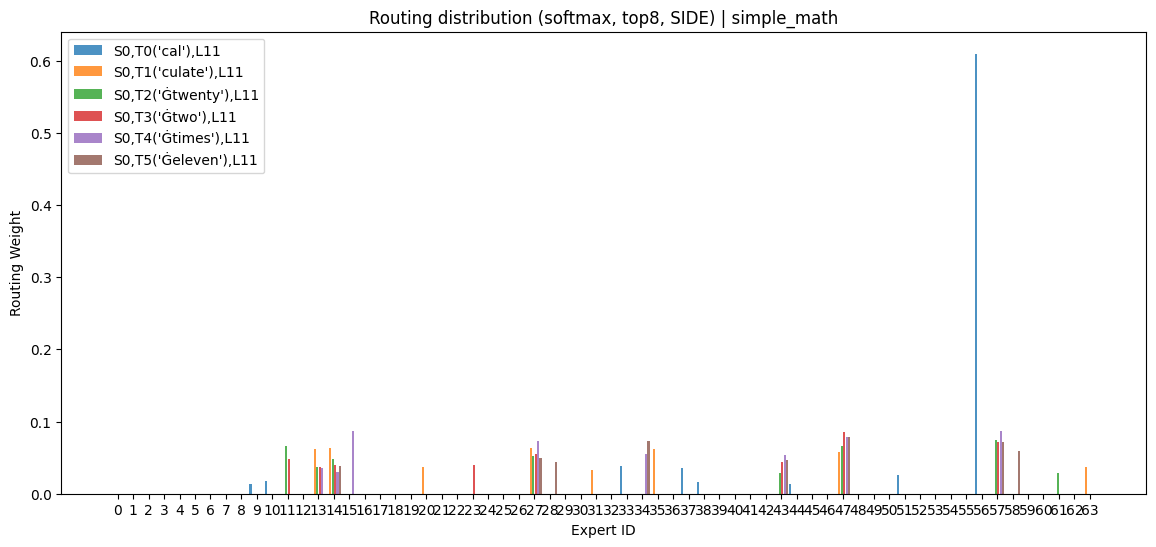 Routing distribution (softmax, top8, SIDE) | simple_math
S0,T0('cal'),L11
S0,T1('culate'),L11
S0,T2('Ġtwenty'),L11
S0,T3('Ġtwo'),L11
S0,T4('Ġtimes'),L11
S0,T5('Ġeleven'),L11
Routing Weight
0.6
0.5
0.4
0.3
0.2
0.1
0.0
0 1 2 3 4 5 6 7 8 9 10 11 12 13 14 15 16 17 18 19 20 21 22 23 24 25 26 27 28 29 30 31 32 33 34 35 36 37 38 39 40 41 42 43 44 45 46 47 48 49 50 51 52 53 54 55 56 57 58 59 60 61 62 63
Expert ID